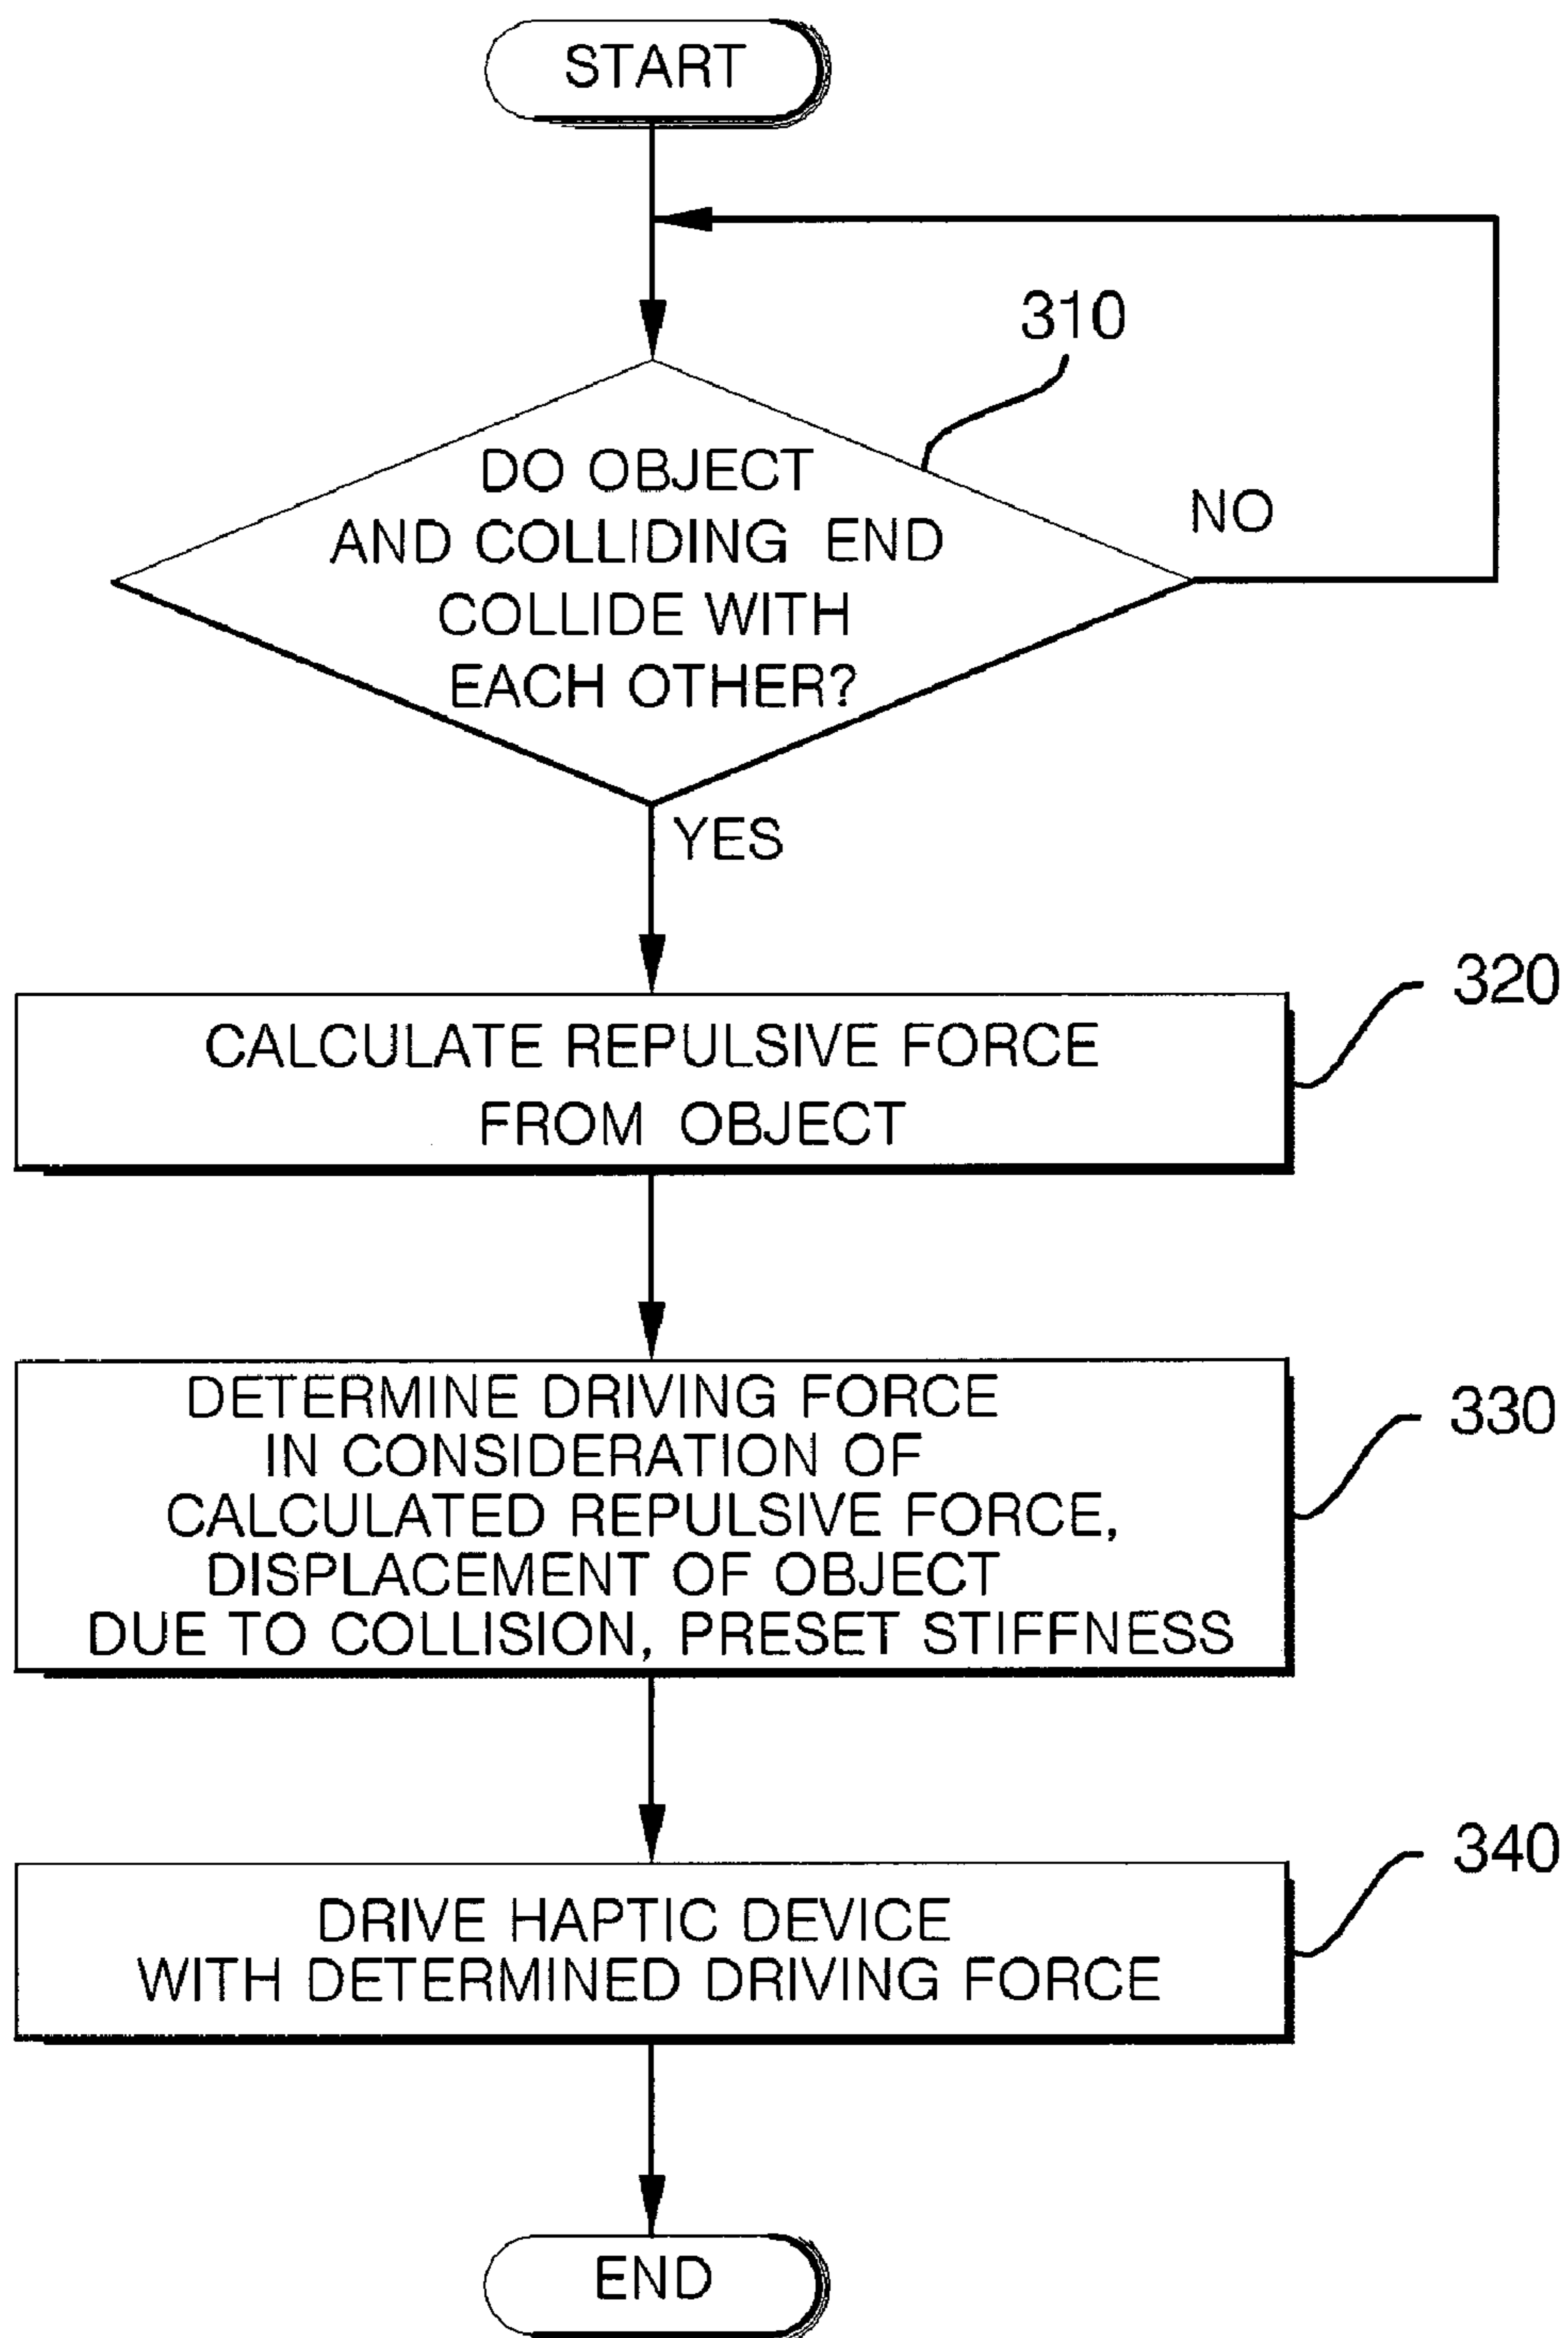 START
310
DO OBJECT
AND COLLIDING END
COLLIDE WITH
EACH OTHER?
NO
YES
320
CALCULATE REPULSIVE FORCE
FROM OBJECT
330
DETERMINE DRIVING FORCE
IN CONSIDERATION OF
CALCULATED REPULSIVE FORCE,
DISPLACEMENT OF OBJECT
DUE TO COLLISION, PRESET STIFFNESS
340
DRIVE HAPTIC DEVICE
WITH DETERMINED DRIVING FORCE
END